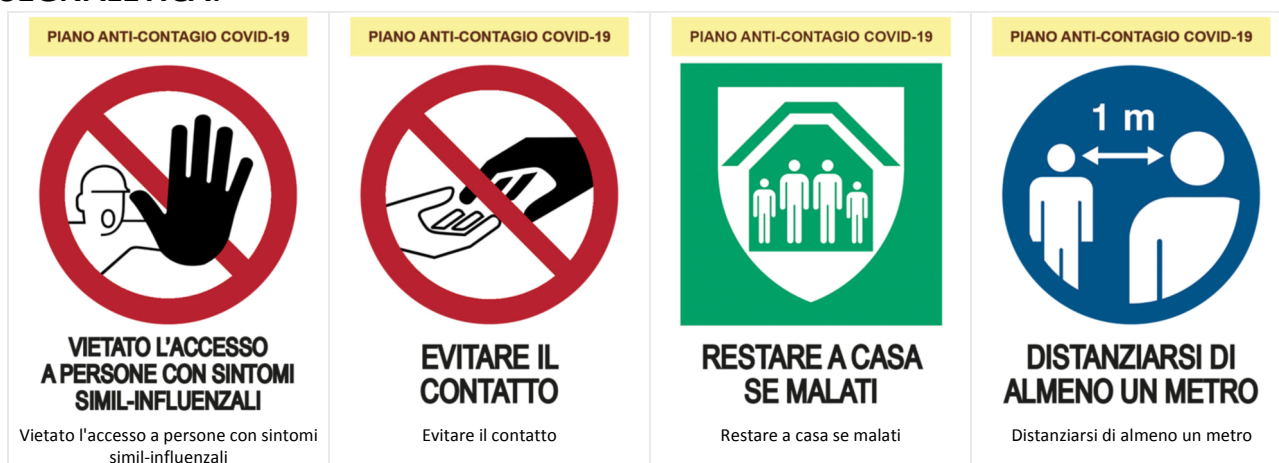 PIANO ANTI-CONTAGIO COVID-19
VIETATO L'ACCESSO
A PERSONE CON SINTOMI
SIMIL-INFLUENZALI
Vietato l'accesso a persone con sintomi
simil-influenzali
PIANO ANTI-CONTAGIO COVID-19
EVITARE IL
CONTATTO
Evitare il contatto
PIANO ANTI-CONTAGIO COVID-19
RESTARE A CASA
SE MALATI
Restare a casa se malati
PIANO ANTI-CONTAGIO COVID-19
1 m
DISTANZIARSI DI
ALMENO UN METRO
Distanziarsi di almeno un metro